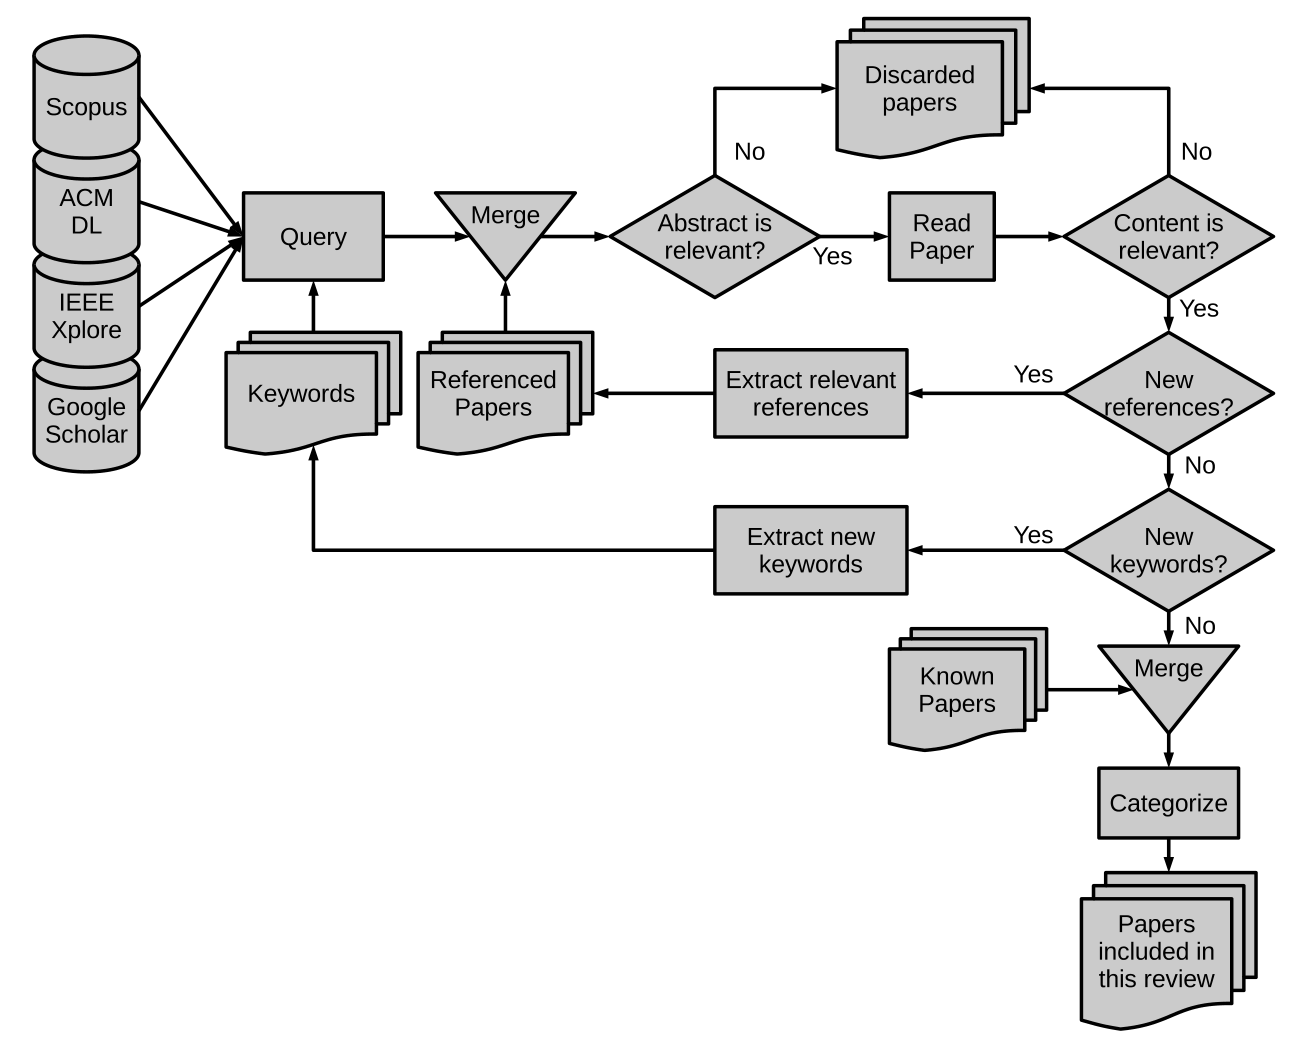 Scopus
ACM
DL
IEEE
Xplore
Google
Scholar
Query
Keywords
Merge
Referenced
Papers
Abstract is
relevant?
No
Yes
Discarded
papers
Read
Paper
Content is
relevant?
No
Yes
New
references?
Yes
Extract relevant
references
No
New
keywords?
Yes
Extract new
keywords
No
Known
Papers
Merge
Categorize
Papers
included in
this review